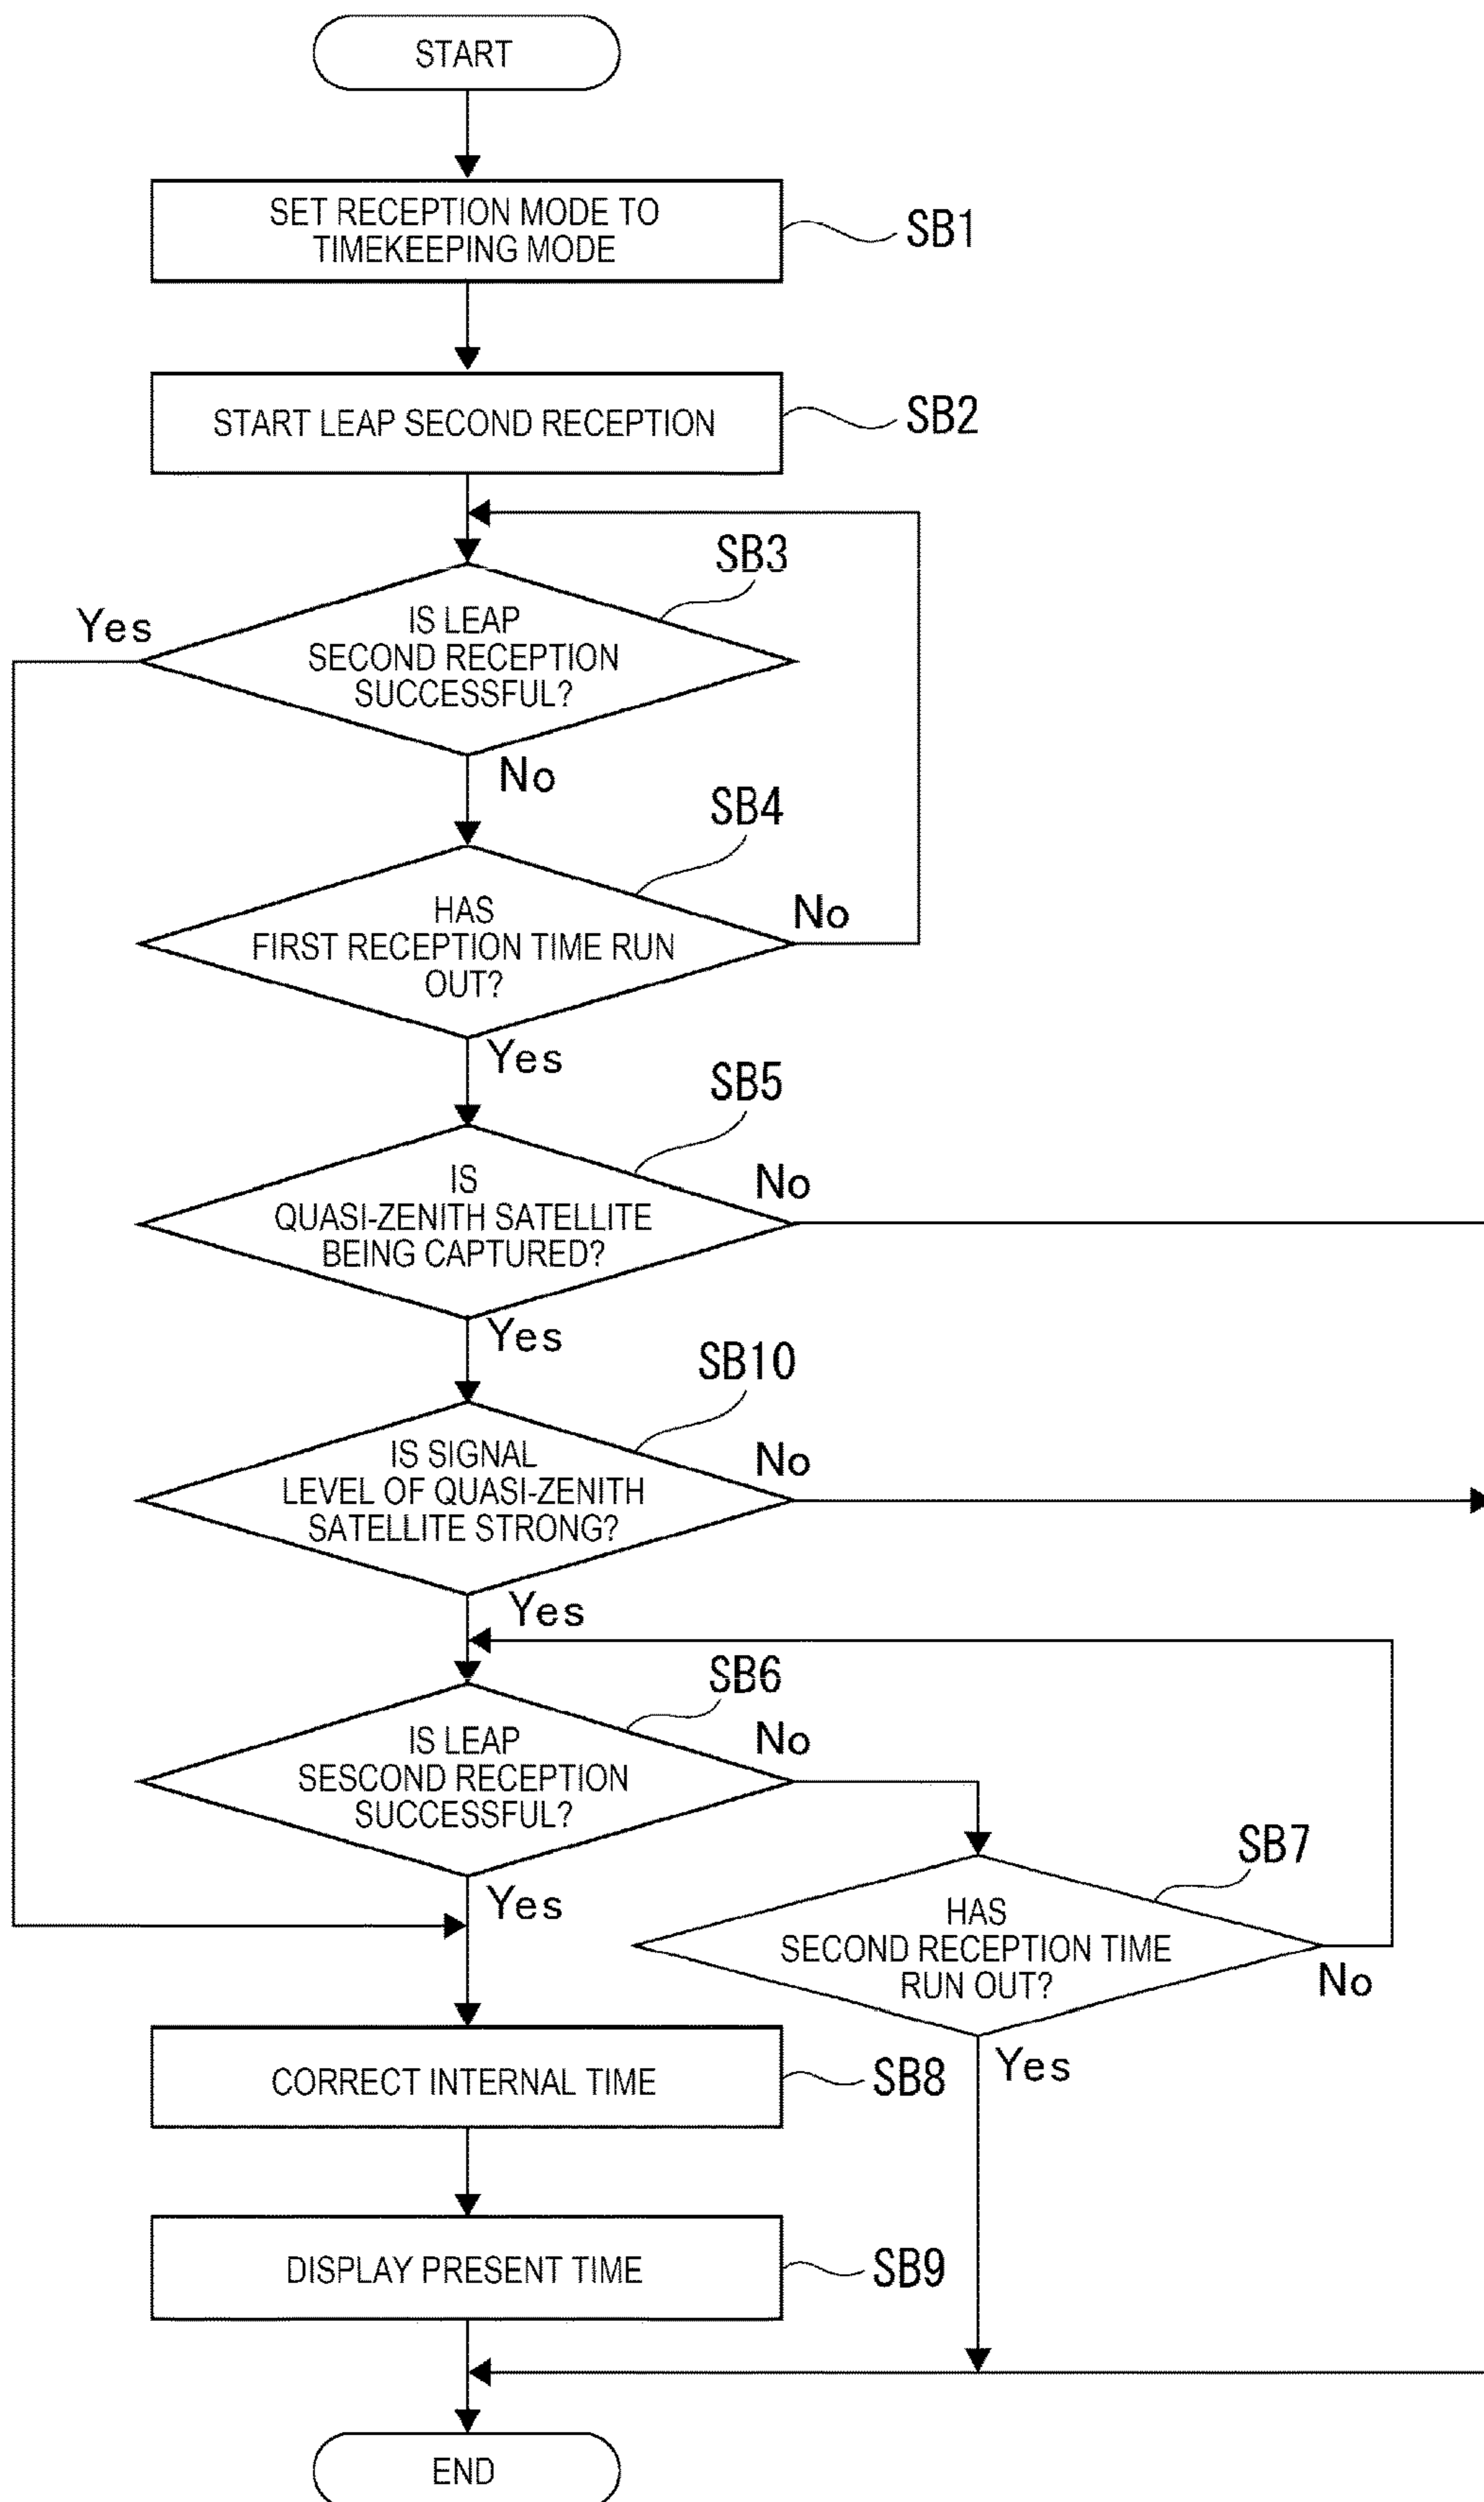 START
SET RECEPTION MODE TO
TIMEKEEPING MODE
SB1
START LEAP SECOND RECEPTION
SB2
SB3
Yes
IS LEAP
SECOND RECEPTION
SUCCESSFUL?
No
SB4
HAS
FIRST RECEPTION TIME RUN
OUT?
No
Yes
SB5
IS
QUASI-ZENITH SATELLITE
BEING CAPTURED?
No
Yes
SB10
IS SIGNAL
LEVEL OF QUASI-ZENITH
SATELLITE STRONG?
No
Yes
SB6
IS LEAP
SESCOND RECEPTION
SUCCESSFUL?
No
Yes
SB7
HAS
SECOND RECEPTION TIME
RUN OUT?
No
Yes
CORRECT INTERNAL TIME
SB8
DISPLAY PRESENT TIME
SB9
END